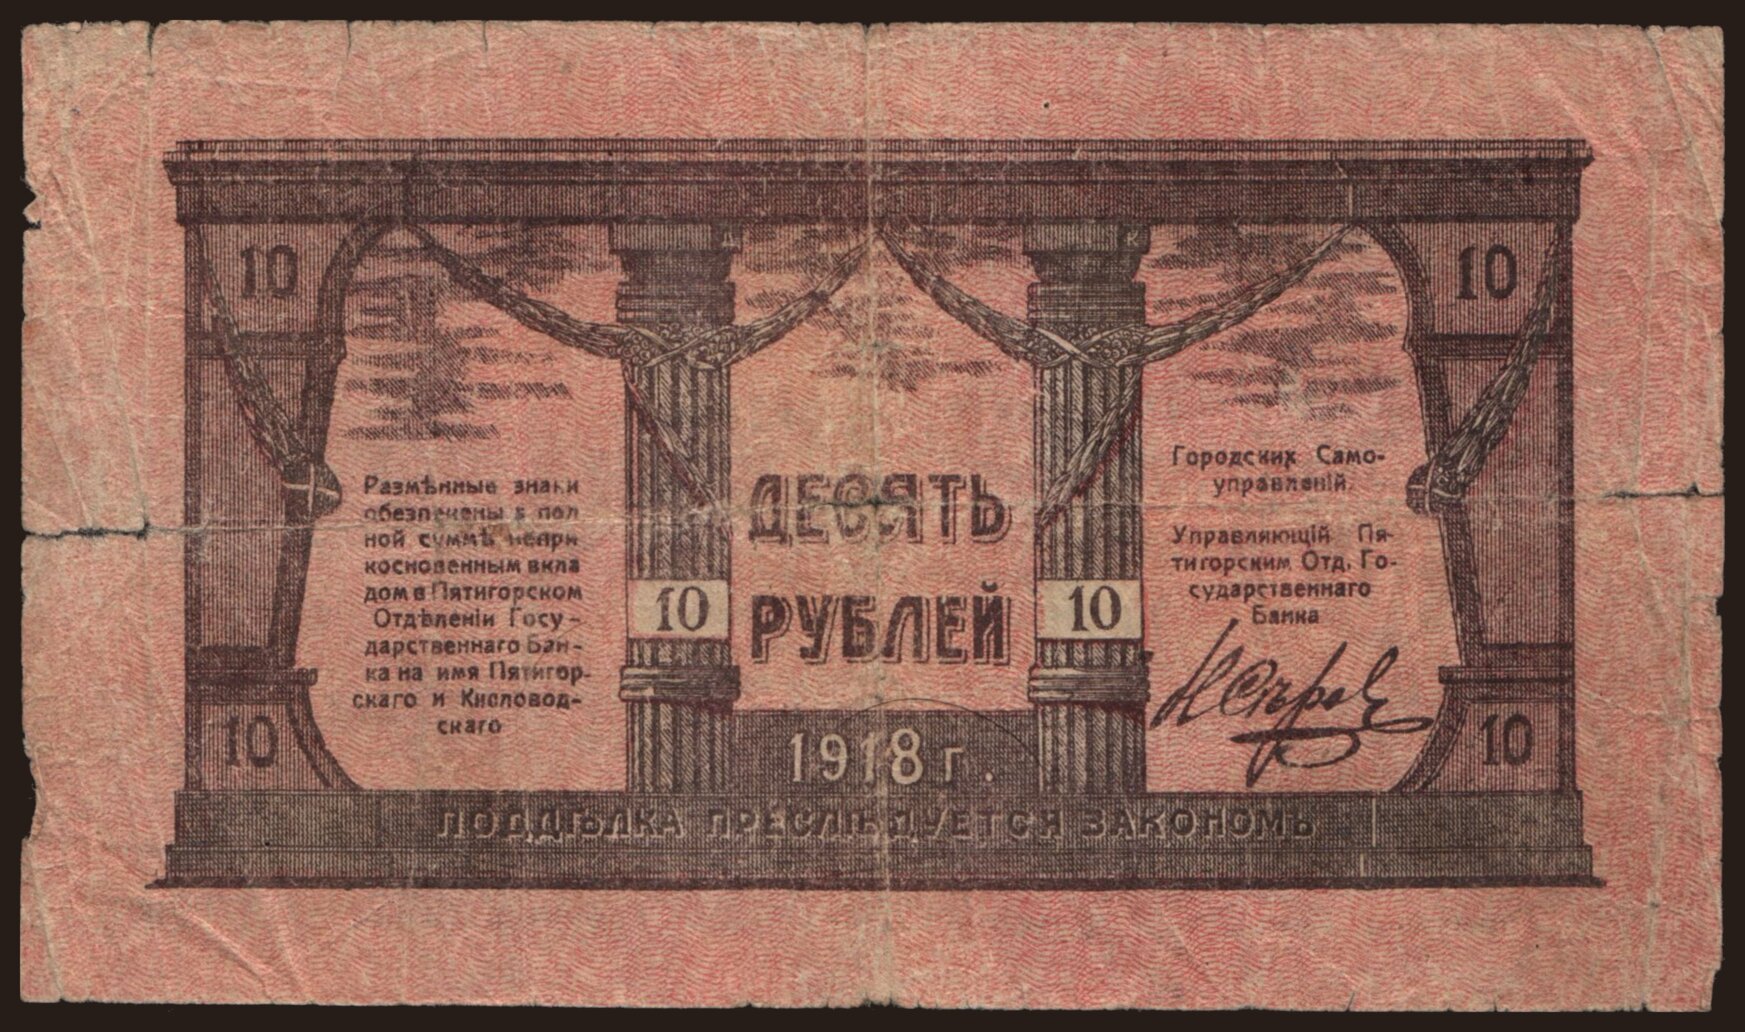 10
10
Размѣнные знаки
обезпечены в пол
ной суммѣ непри
косновенным вкла
дом в Пятигорском
Отдѣленіи Госу-
дарственнаго Бан-
ка на имя Пятигор-
скаго и Кисловод-
скаго
ДЕСЯТЬ
РУБЛЕЙ
10
10
1918 г.
Городских Само-
управленій.
Управляющій Пя-
тигорским Отд. Го-
сударственнаго
Банка
10
10
ПОДДѢЛКА ПРЕСЛѢДУЕТСЯ ЗАКОНОМЪ